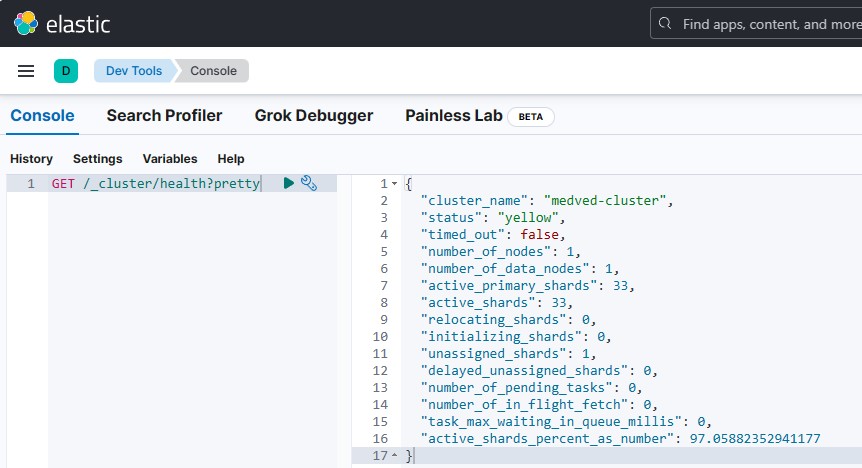 elastic
Find apps, content, and more
D Dev Tools Console
Console Search Profiler Grok Debugger Painless Lab BETA
History Settings Variables Help
1 GET /_cluster/health?pretty
1 {
2 "cluster_name": "medved-cluster",
3 "status": "yellow",
4 "timed_out": false,
5 "number_of_nodes": 1,
6 "number_of_data_nodes": 1,
7 "active_primary_shards": 33,
8 "active_shards": 33,
9 "relocating_shards": 0,
10 "initializing_shards": 0,
11 "unassigned_shards": 1,
12 "delayed_unassigned_shards": 0,
13 "number_of_pending_tasks": 0,
14 "number_of_in_flight_fetch": 0,
15 "task_max_waiting_in_queue_millis": 0,
16 "active_shards_percent_as_number": 97.05882352941177
17 }